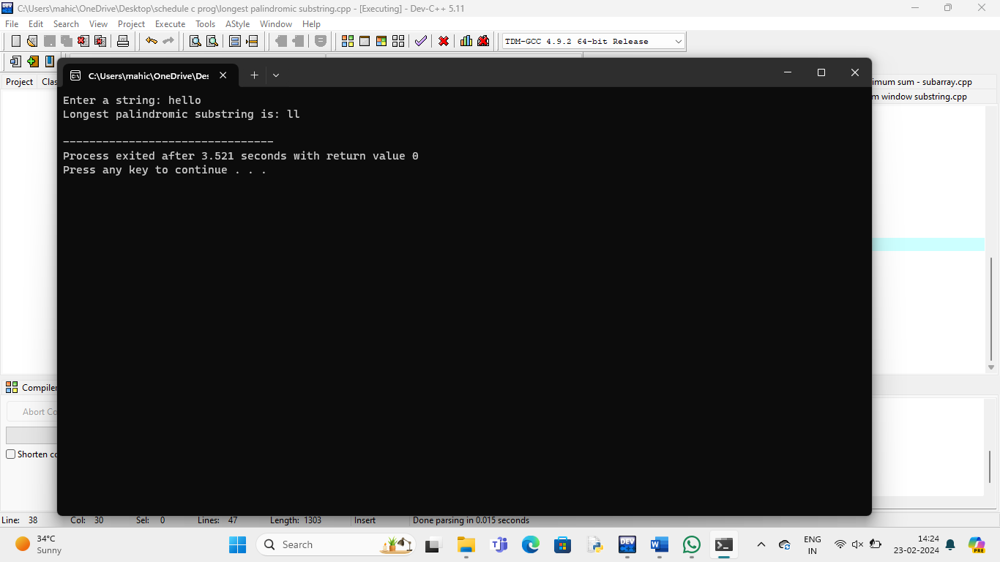 C:\Users\mahic\OneDrive\Desktop\schedule c prog\longest palindromic substring.cpp - [Executing] - Dev-C++ 5.11
File Edit Search View Project Execute Tools AStyle Window Help
TDM-GCC 4.9.2 64-bit Release
Project Clas
imum sum - subarray.cpp
m window substring.cpp
C:\Users\mahic\OneDrive\Des
Enter a string: hello
Longest palindromic substring is: ll
--------------------------------
Process exited after 3.521 seconds with return value 0
Press any key to continue . . .
Compiler
Abort Co
Shorten co
Line: 38 Col: 30 Sel: 0 Lines: 47 Length: 1303 Insert Done parsing in 0.015 seconds
34°C
Sunny
Search
DEV
PRE
ENG
IN
14:24
23-02-2024